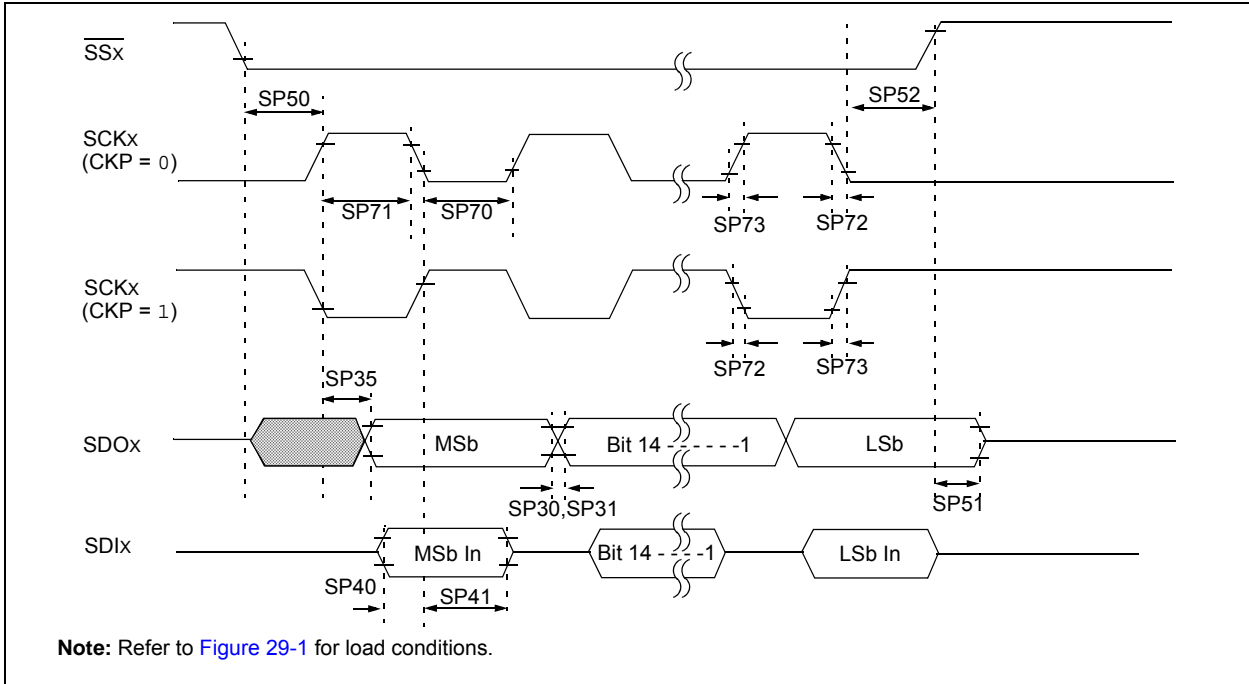 SSx
SP50
SP52
SCKx
(CKP = 0)
SP71
SP70
SP73
SP72
SCKx
(CKP = 1)
SP72
SP73
SP35
SDOx
MSb
Bit 14 - - - - - -1
LSb
SP30,SP31
SP51
SDIx
MSb In
Bit 14 - - - -1
LSb In
SP40
SP41
Note: Refer to Figure 29-1 for load conditions.